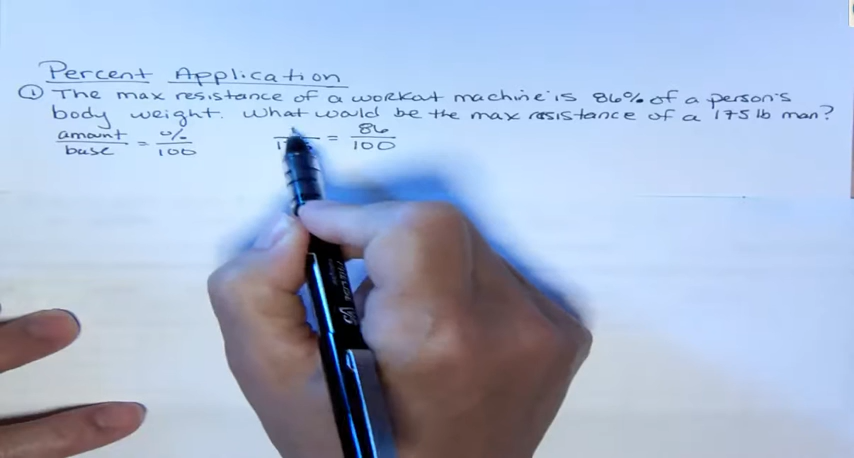 Percent Application
① The max resistance of a workout machine is 86% of a person's
body weight. What would be the max resistance of a 175 lb man?
amount = % 86
base 100 = 100